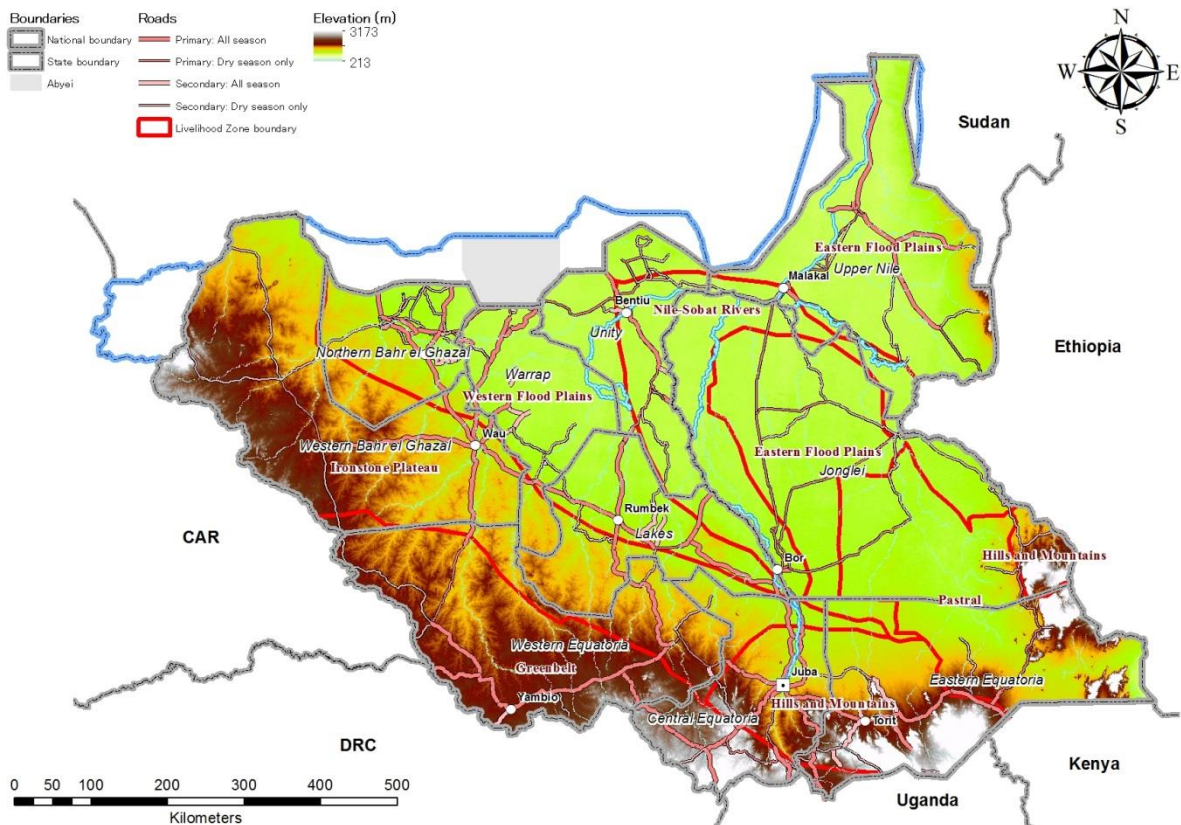 Boundaries
National boundary
State boundary
Abyei
Roads
Primary: All season
Primary: Dry season only
Secondary: All season
Secondary: Dry season only
Livelihood Zone boundary
Elevation (m)
3173
213
N
W
E
S
Sudan
Eastern Flood Plains
Upper Nile
Malakal
Bentiu
Nile-Sobat Rivers
Unity
Ethiopia
Northern Bahr el Ghazal
Warrap
Western Flood Plains
Wau
Western Bahr el Ghazal
Ironstone Plateau
Eastern Flood Plains
Jonglei
Rumbek
Lakes
CAR
Bor
Hills and Mountains
Pastral
Western Equatoria
Greenbelt
Juba
Eastern Equatoria
Yambio
Hills and Mountains
Central Equatoria
Torit
DRC
Kenya
Uganda
0 50 100 200 300 400 500
Kilometers